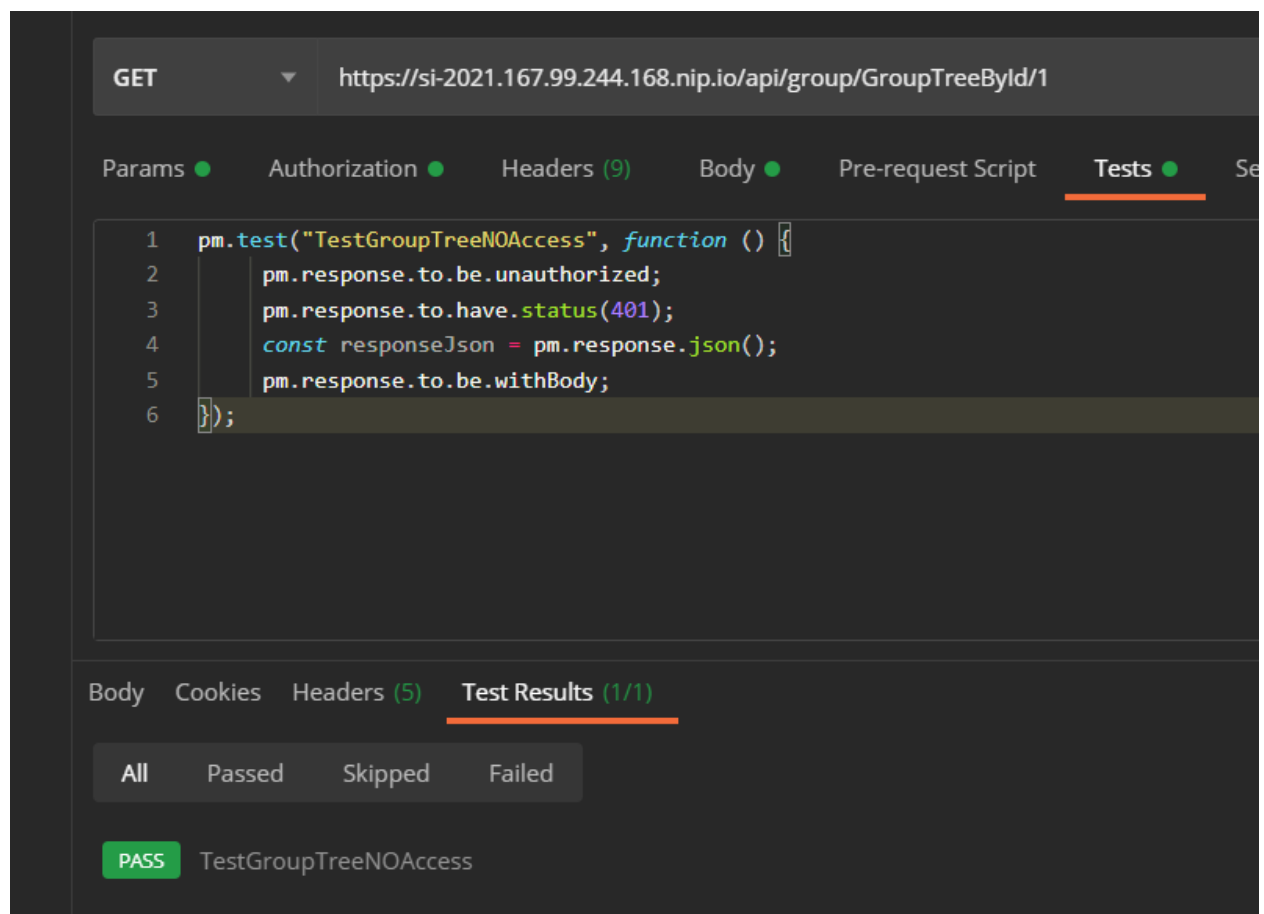 GET https://si-2021.167.99.244.168.nip.io/api/group/GroupTreeById/1
Params Authorization Headers (9) Body Pre-request Script Tests Se
1 pm.test("TestGroupTreeNOAccess", function () {
2 pm.response.to.be.unauthorized;
3 pm.response.to.have.status(401);
4 const responseJson = pm.response.json();
5 pm.response.to.be.withBody;
6 });
Body Cookies Headers (5) Test Results (1/1)
All Passed Skipped Failed
PASS TestGroupTreeNOAccess